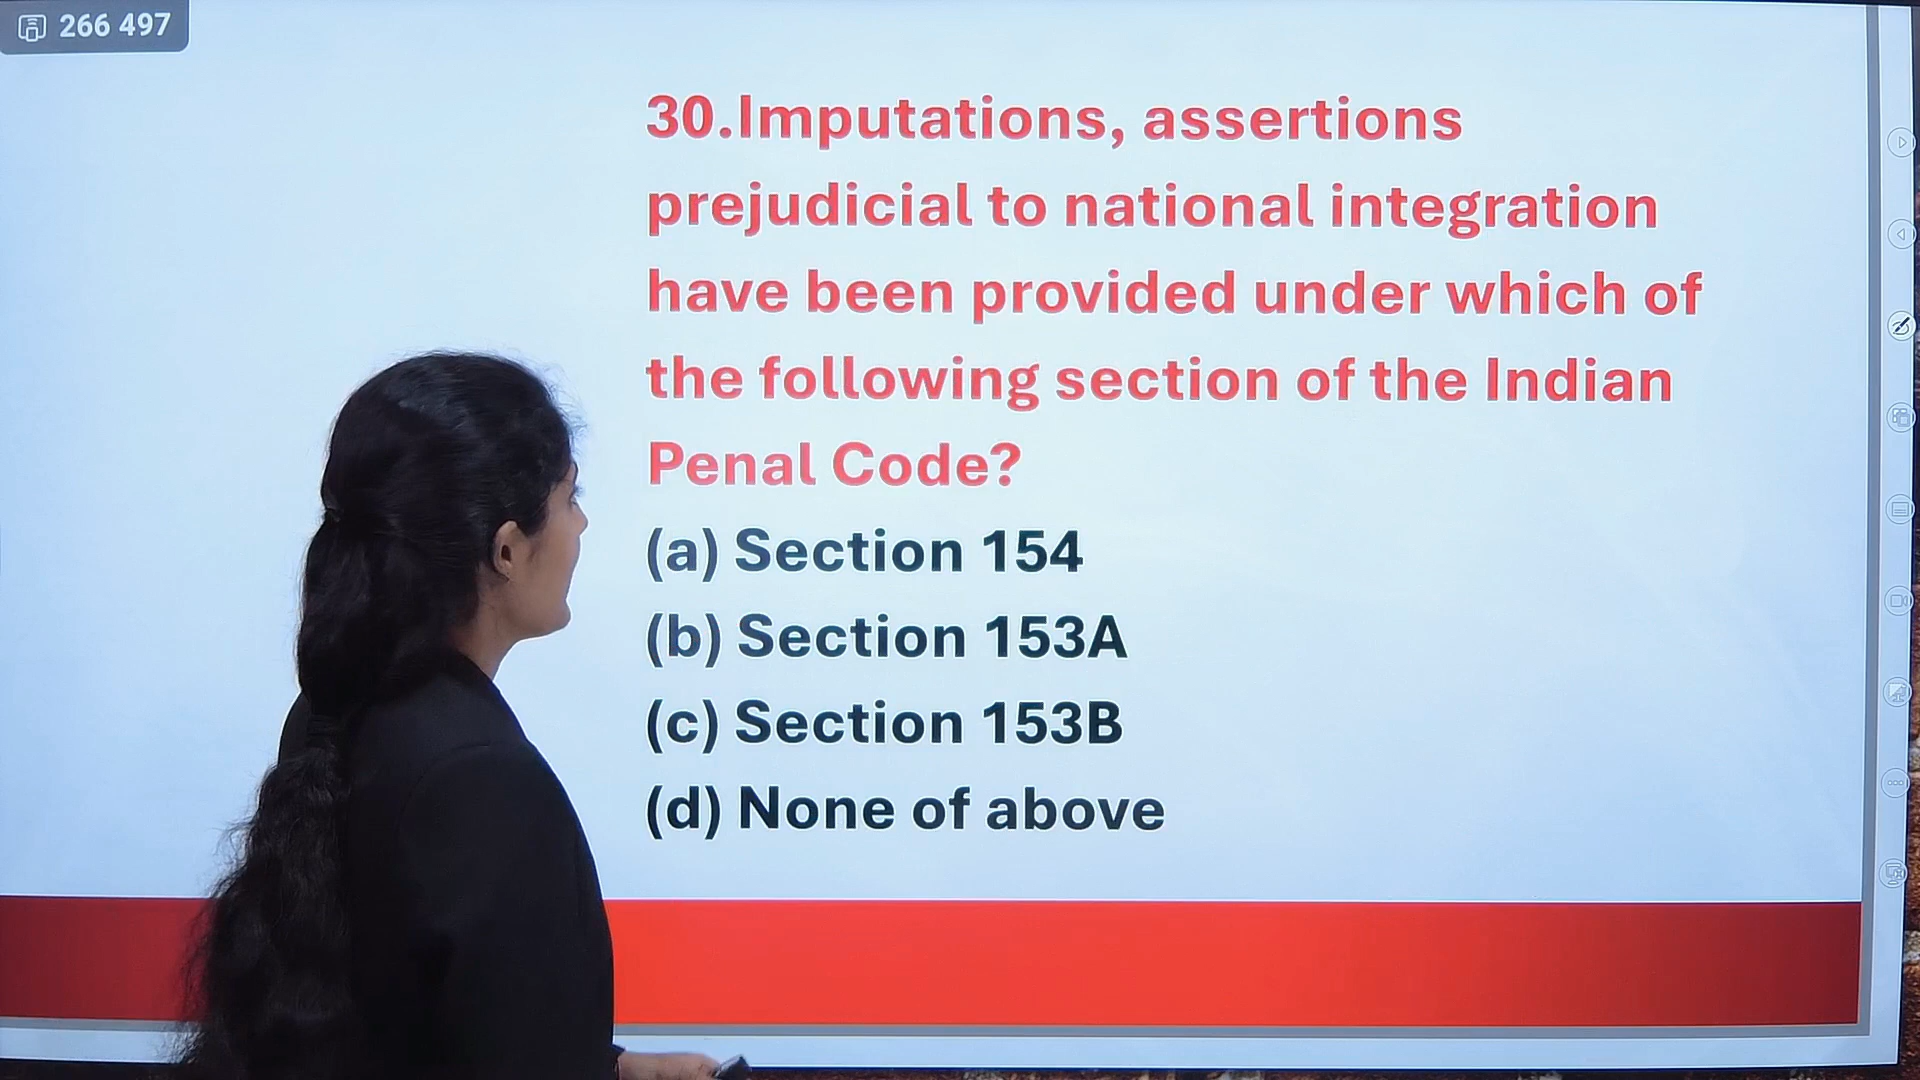 266 497
30.Imputations, assertions
prejudicial to national integration
have been provided under which of
the following section of the Indian
Penal Code?
(a) Section 154
(b) Section 153A
(c) Section 153B
(d) None of above